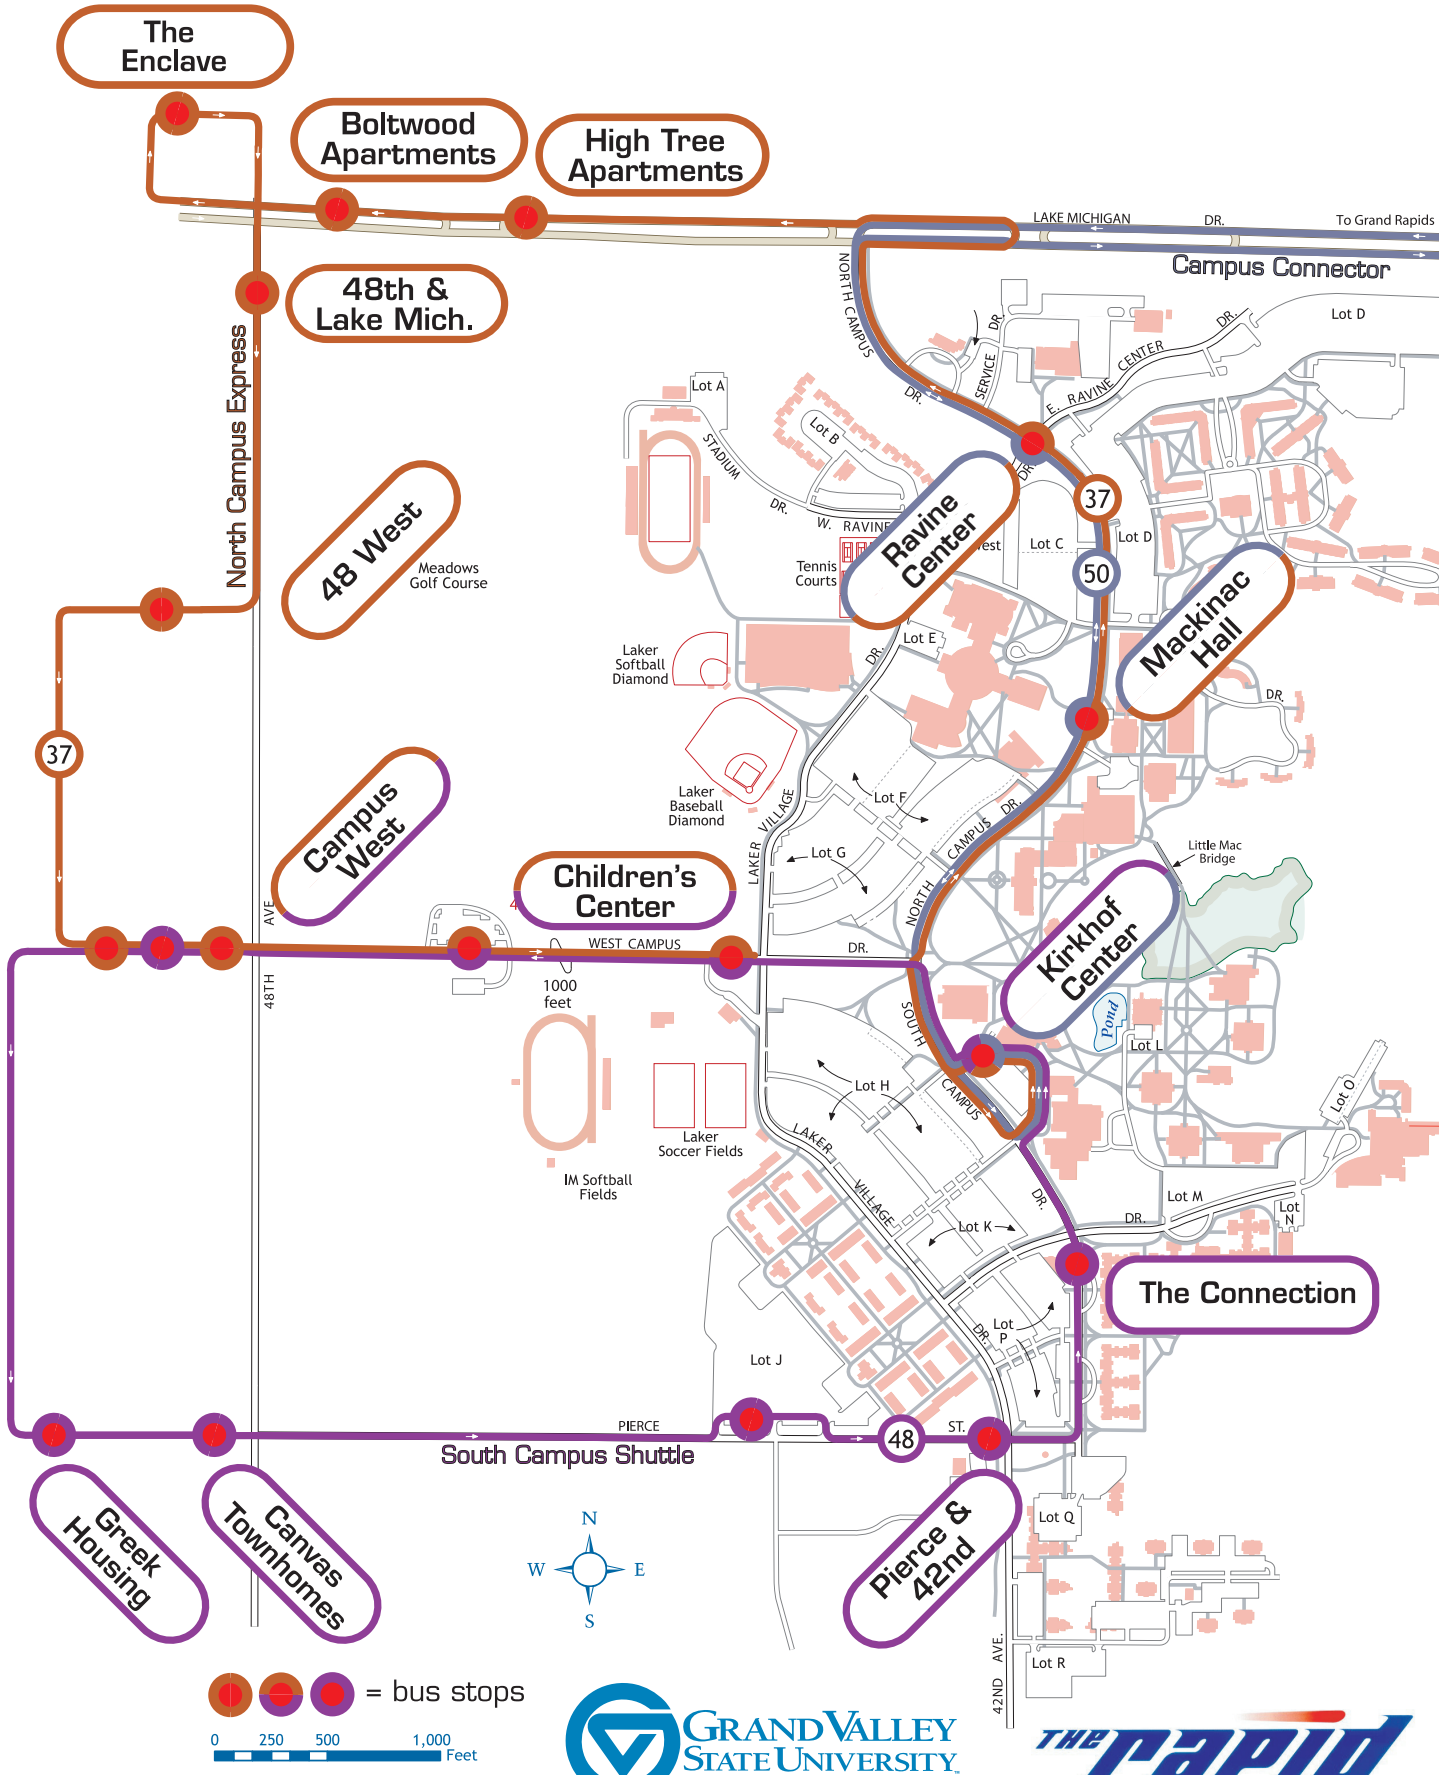 The
Enclave
Boltwood
Apartments
High Tree
Apartments
LAKE MICHIGAN DR. To Grand Rapids
Campus Connector
48th &
Lake Mich.
North Campus Express
NORTH CAMPUS DR.
SERVICE DR.
E. RAVINE CENTER DR.
Lot D
Lot A
Lot B
STADIUM DR.
W. RAVINE
DR.
37
Lot C
Lot D
50
48 West
Meadows
Golf Course
Ravine
Center
Tennis
Courts
Mackinac
Hall
Lot E
DR.
Laker
Softball
Diamond
DR.
37
Campus
West
Laker
Baseball
Diamond
LAKER VILLAGE
Lot F
Lot G
NORTH CAMPUS DR.
Little Mac
Bridge
Children's
Center
4
Kirkhof
Center
AVE
48TH
WEST CAMPUS DR.
1000
feet
SOUTH CAMPUS DR.
Pond
Lot L
Lot H
Lot O
Laker
Soccer Fields
LAKER VILLAGE DR.
IM Softball
Fields
Lot M
Lot
N
DR.
Lot K
The Connection
Lot
P
Lot J
PIERCE ST.
48
South Campus Shuttle
Greek
Housing
Canvas
Townhomes
Pierce &
42nd
Lot Q
N
W E
S
42ND AVE.
Lot R
= bus stops
0 250 500 1,000
Feet
GRAND VALLEY
STATE UNIVERSITY
THE rapid